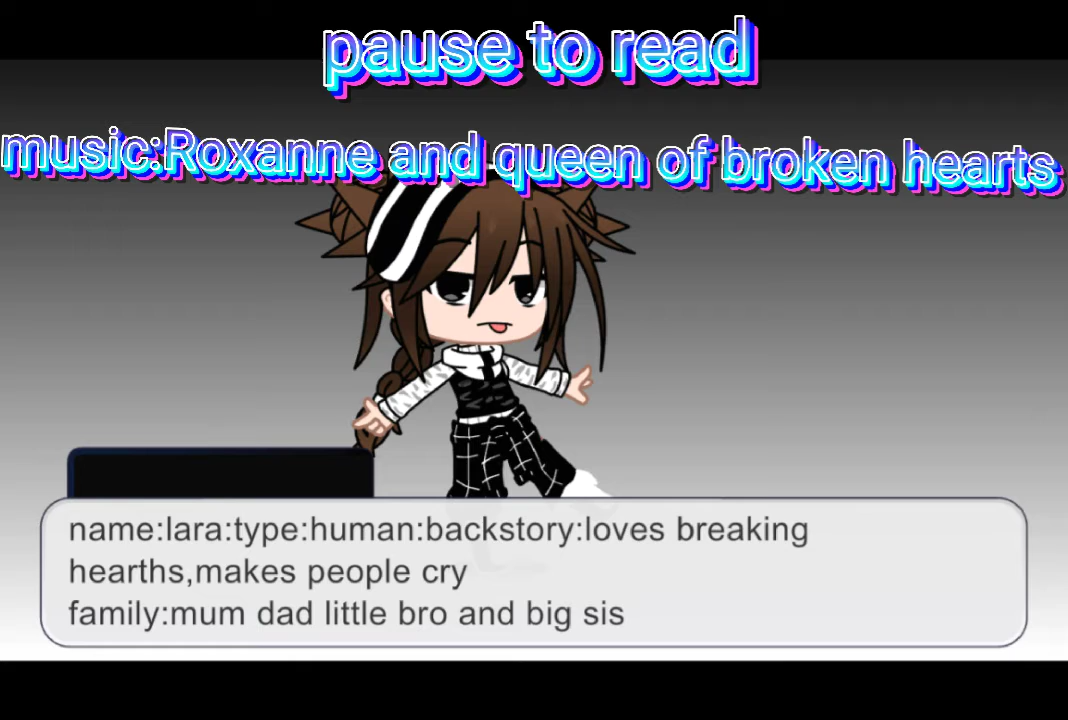 pause to read
music:Roxanne and queen of broken hearts
name:lara:type:human:backstory:loves breaking
hearths,makes people cry
family:mum dad little bro and big sis